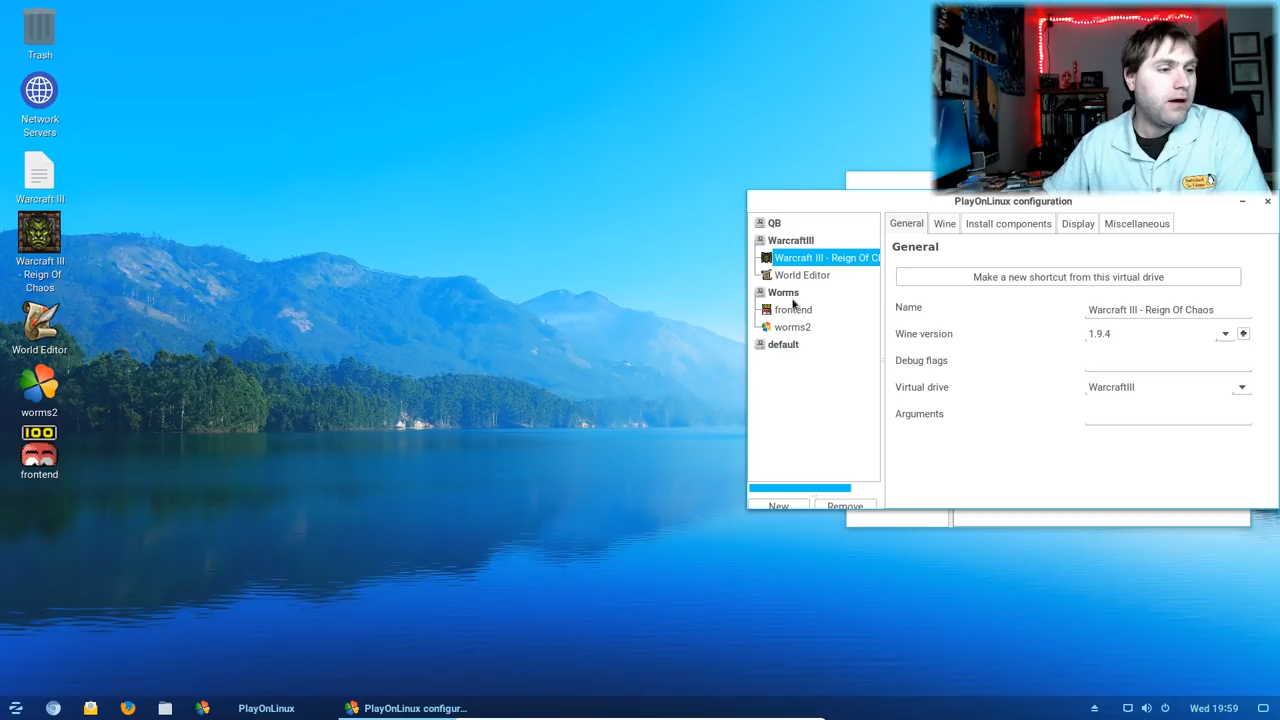 Trash
Network
Servers
Warcraft III
Warcraft III
- Reign Of
Chaos
World Editor
worms2
100
frontend
PlayOnLinux configuration
QB
WarcraftIII
Warcraft III - Reign Of C
World Editor
Worms
frontend
worms2
default
New
Remove
General
Wine
Install components
Display
Miscellaneous
General
Make a new shortcut from this virtual drive
Name
Warcraft III - Reign Of Chaos
Wine version
1.9.4
Debug flags
Virtual drive
WarcraftIII
Arguments
PlayOnLinux
PlayOnLinux configur...
Wed 19:59